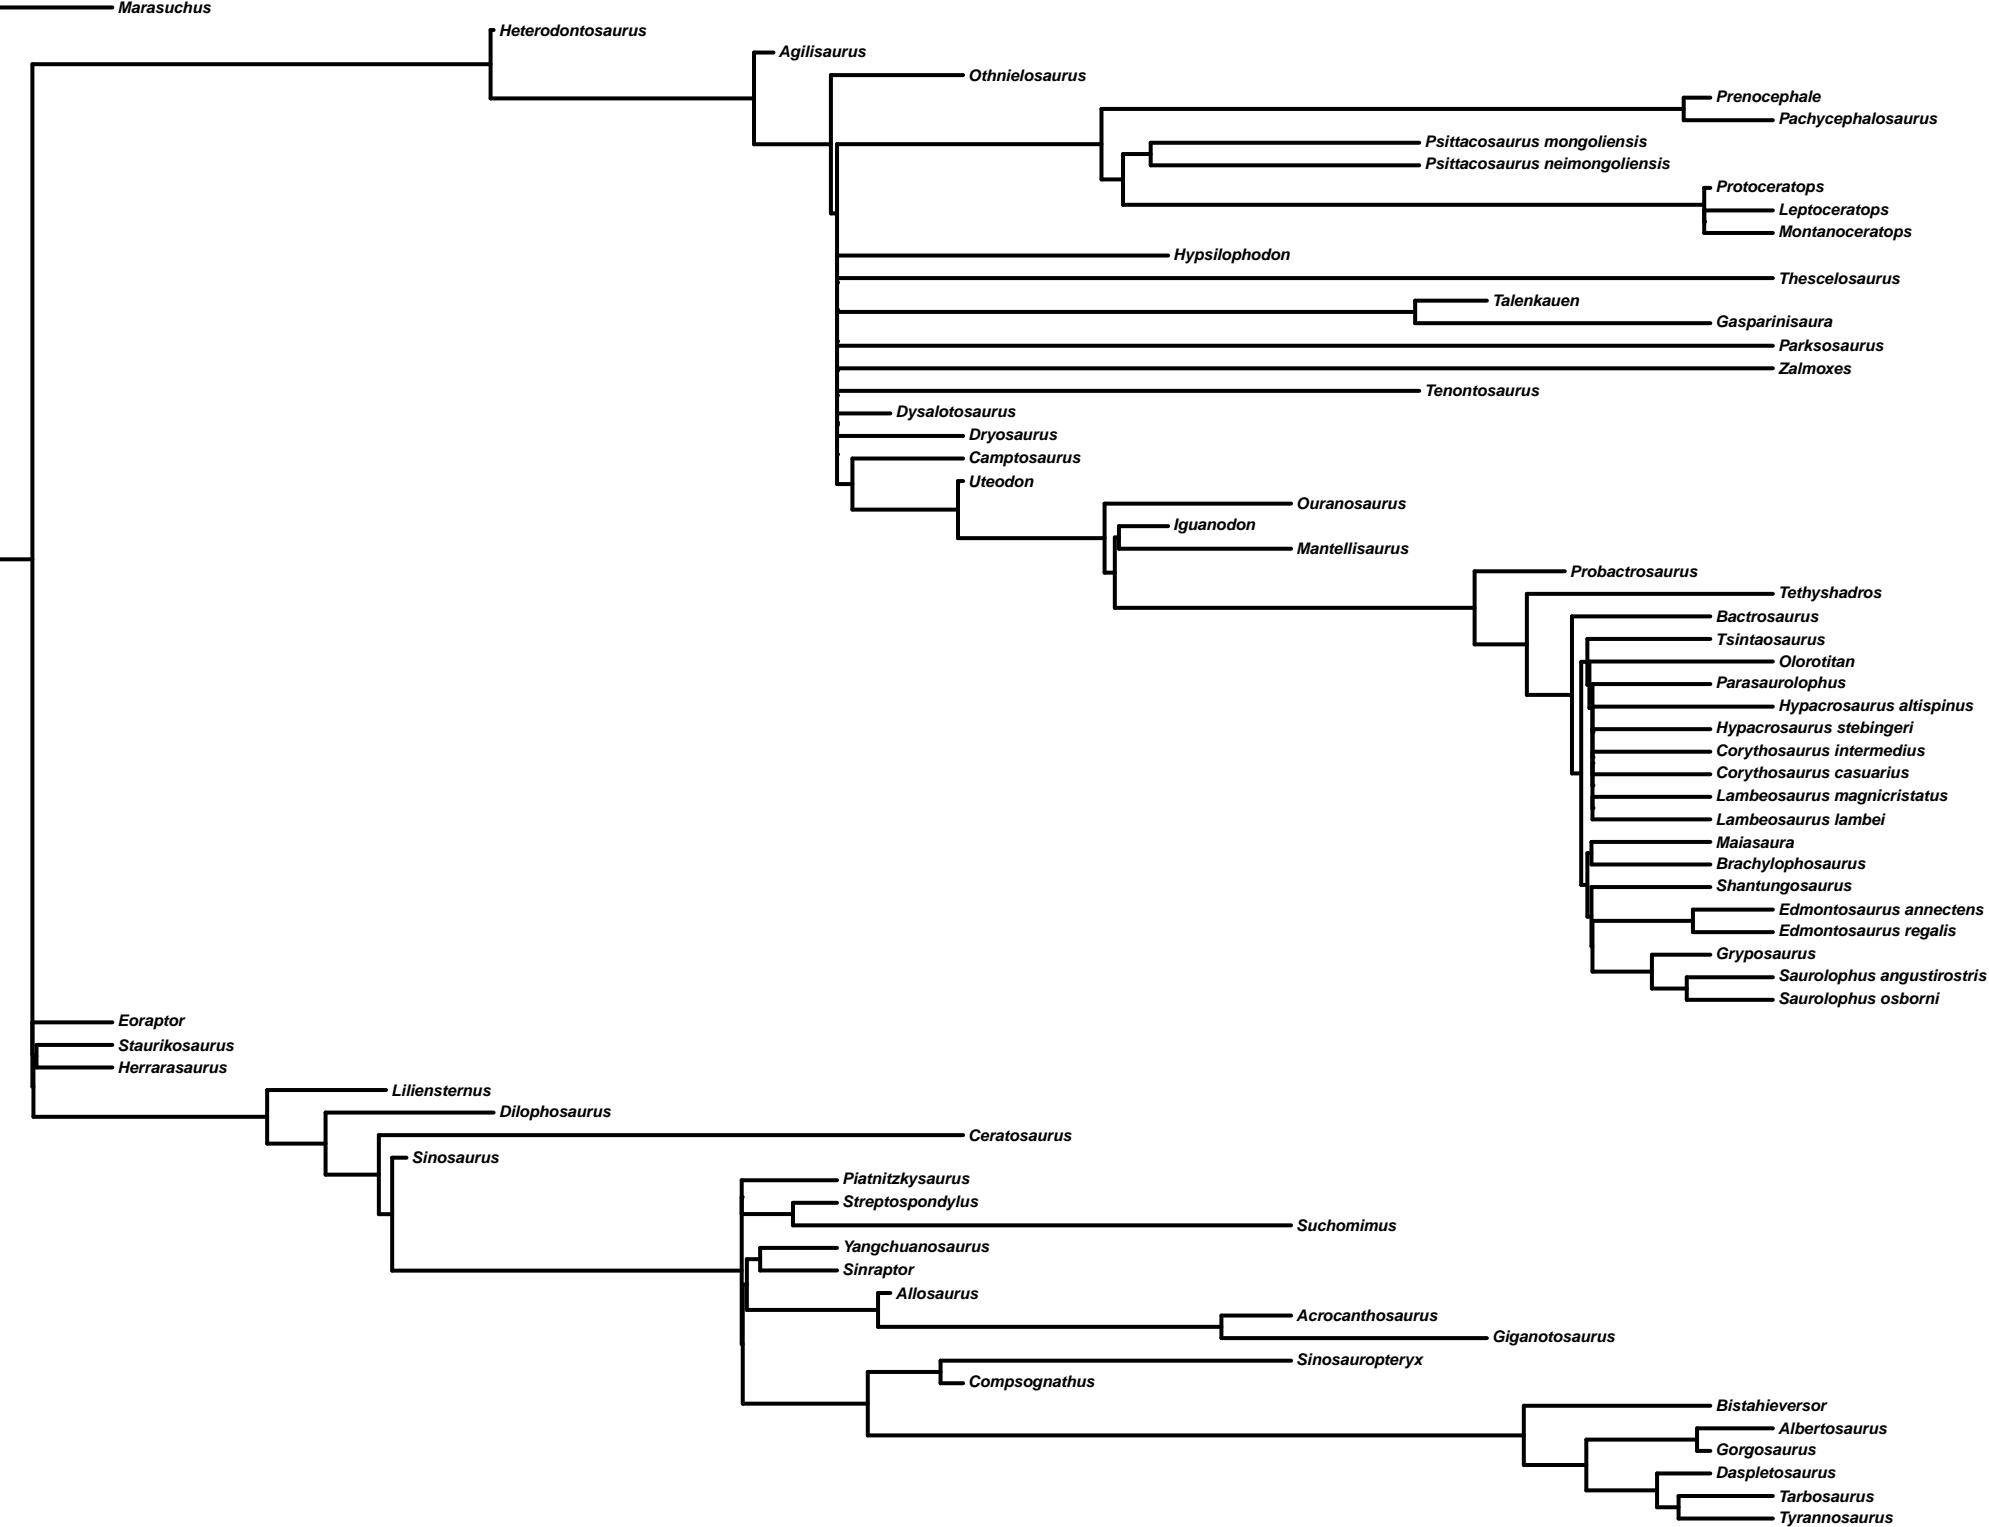 Marasuchus
Heterodontosaurus
Agilisaurus
Othnielosaurus
Prenocephale
Pachycephalosaurus
Psittacosaurus mongoliensis
Psittacosaurus neimongoliensis
Protoceratops
Leptoceratops
Montanoceratops
Hypsilophodon
Thescelosaurus
Talenkauen
Gasparinisaura
Parksosaurus
Zalmoxes
Tenontosaurus
Dysalotosaurus
Dryosaurus
Camptosaurus
Uteodon
Ouranosaurus
Iguanodon
Mantellisaurus
Probactrosaurus
Tethyshadros
Bactrosaurus
Tsintaosaurus
Olorotitan
Parasaurolophus
Hypacrosaurus altispinus
Hypacrosaurus stebingeri
Corythosaurus intermedius
Corythosaurus casuarius
Lambeosaurus magnicristatus
Lambeosaurus lambei
Maiasaura
Brachylophosaurus
Shantungosaurus
Edmontosaurus annectens
Edmontosaurus regalis
Gryposaurus
Saurolophus angustirostris
Saurolophus osborni
Eoraptor
Staurikosaurus
Herrarasaurus
Liliensternus
Dilophosaurus
Ceratosaurus
Sinosaurus
Piatnitzkysaurus
Streptospondylus
Suchomimus
Yangchuanosaurus
Sinraptor
Allosaurus
Acrocanthosaurus
Giganotosaurus
Sinosauropteryx
Compsognathus
Bistahieversor
Albertosaurus
Gorgosaurus
Daspletosaurus
Tarbosaurus
Tyrannosaurus